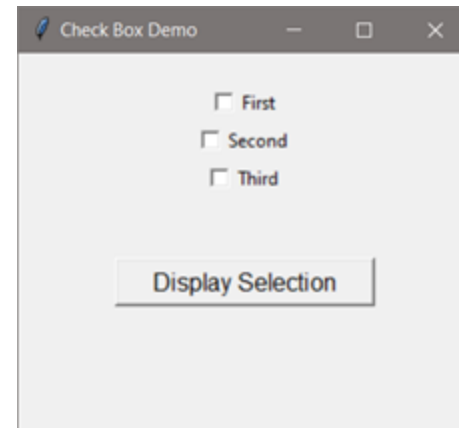 Check Box Demo
First
Second
Third
Display Selection